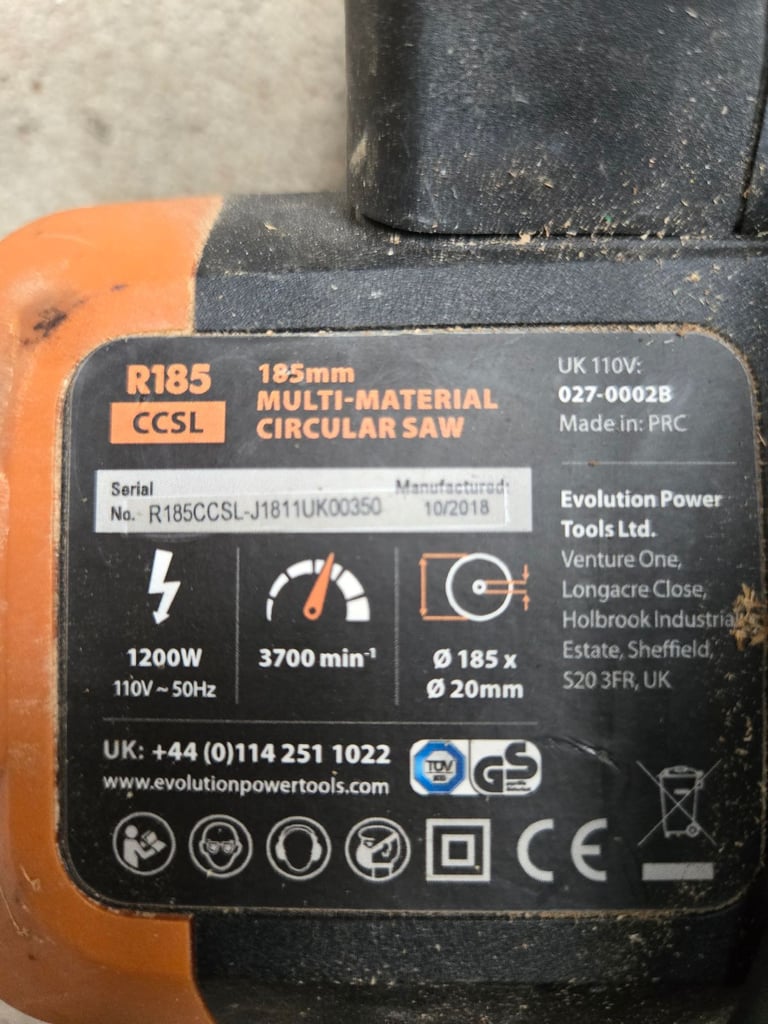 R185
CCSL
185mm
MULTI-MATERIAL
CIRCULAR SAW
UK 110V:
027-0002B
Made in: PRC
Serial
No. R185CCSL-J1811UK00350
Manufactured:
10/2018
1200W
110V ~ 50Hz
3700 min-1
Ø 185 x
Ø 20mm
Evolution Power
Tools Ltd.
Venture One,
Longacre Close,
Holbrook Industrial
Estate, Sheffield,
S20 3FR, UK
UK: +44 (0)114 251 1022
www.evolutionpowertools.com
TÜV
GS
CE